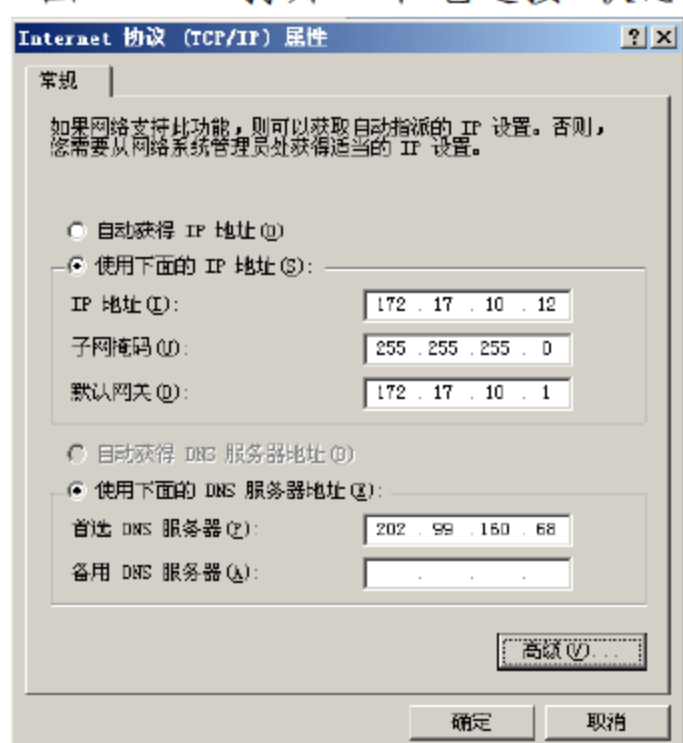 Internet 协议 (TCP/IP) 属性
常规
如果网络支持此功能，则可以获取自动指派的 IP 设置。否则，
您需要从网络系统管理员处获得适当的 IP 设置。
自动获得 IP 地址(O)
使用下面的 IP 地址(S):
IP 地址(I): 172 . 17 . 10 . 12
子网掩码(U): 255 .255 .255 . 0
默认网关(D): 172 . 17 . 10 . 1
自动获得 DNS 服务器地址(B)
使用下面的 DNS 服务器地址(E):
首选 DNS 服务器(P): 202 . 99 .160 . 68
备用 DNS 服务器(A): . . .
高级(V)...
确定 取消